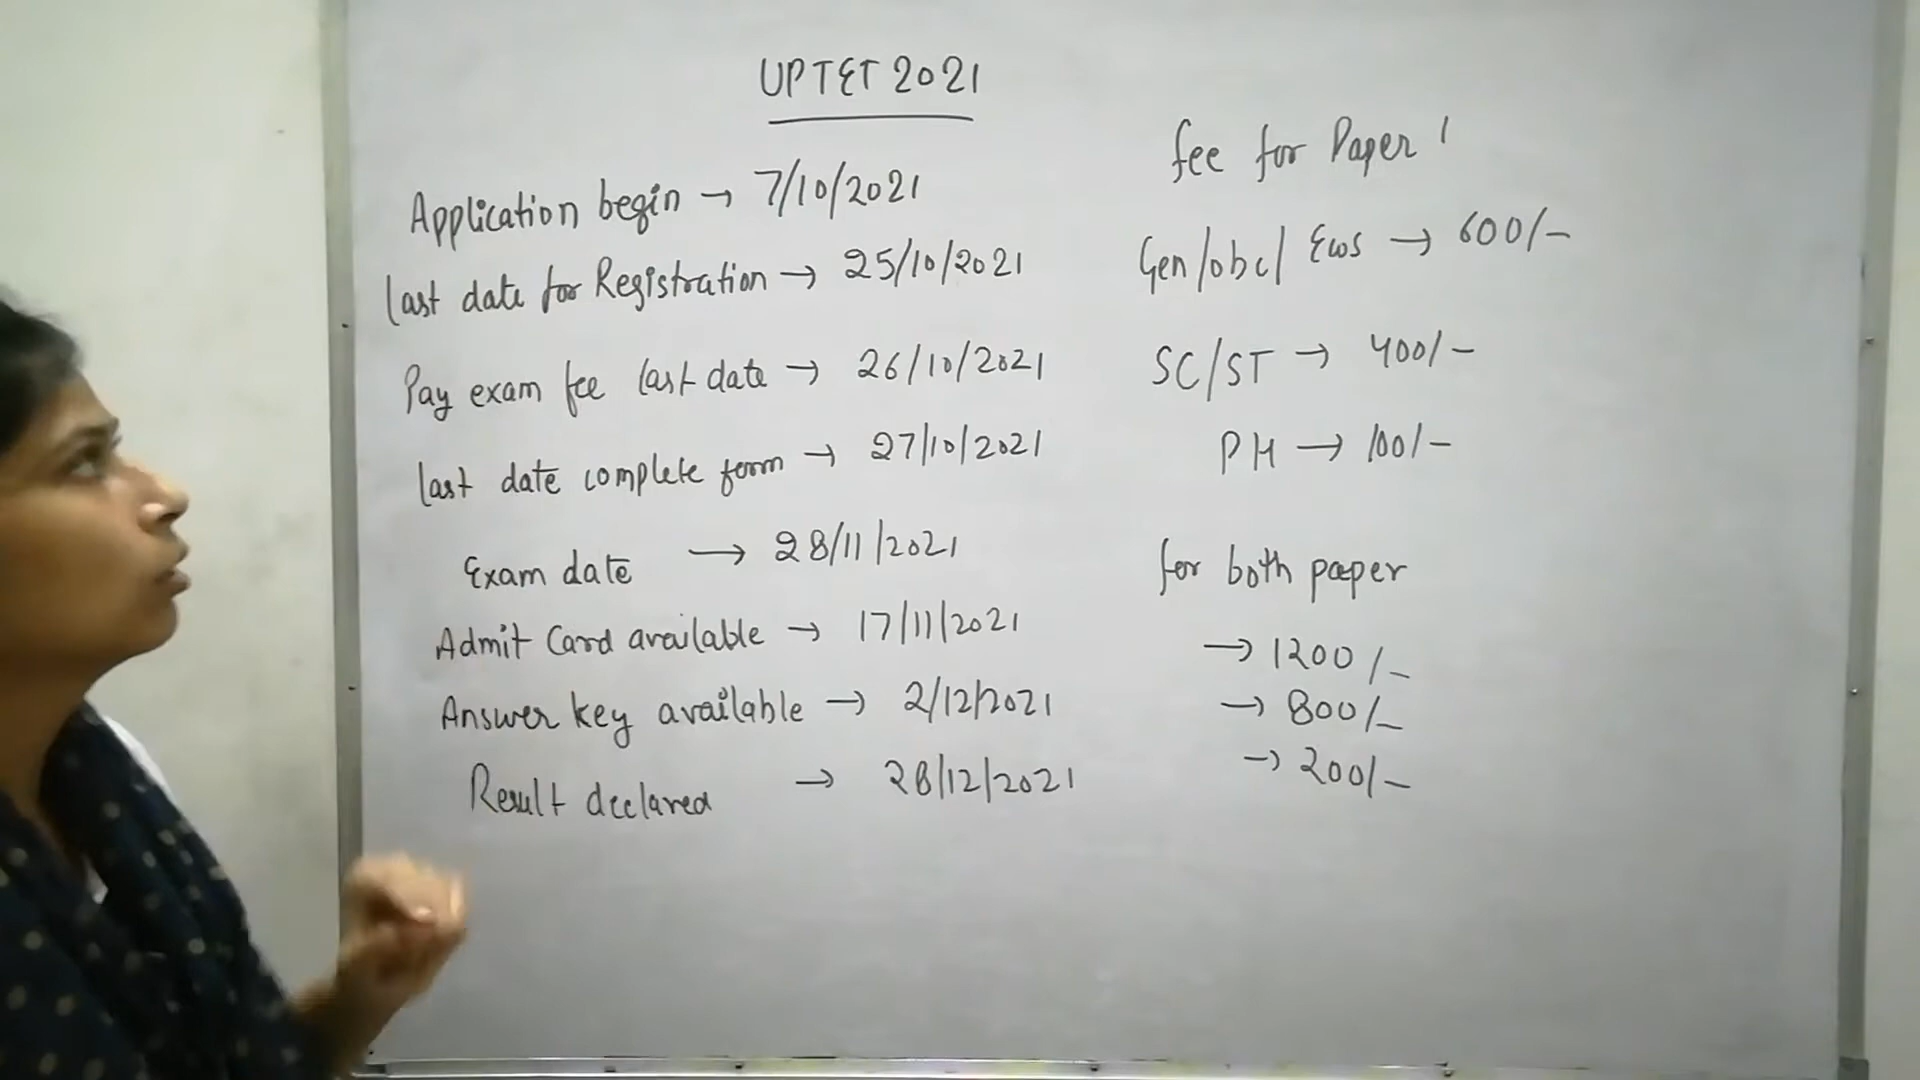 UPTET 2021
Application begin → 7/10/2021
last date for Registration → 25/10/2021
Pay exam fee last date → 26/10/2021
last date complete form → 27/10/2021
Exam date → 28/11/2021
Admit Card available → 17/11/2021
Answer key available → 2/12/2021
Result declared → 28/12/2021
fee for Paper 1
Gen/obc/ Ews → 600/-
SC/ST → 400/-
PH → 100/-
for both paper
→ 1200/-
→ 800/-
→ 200/-